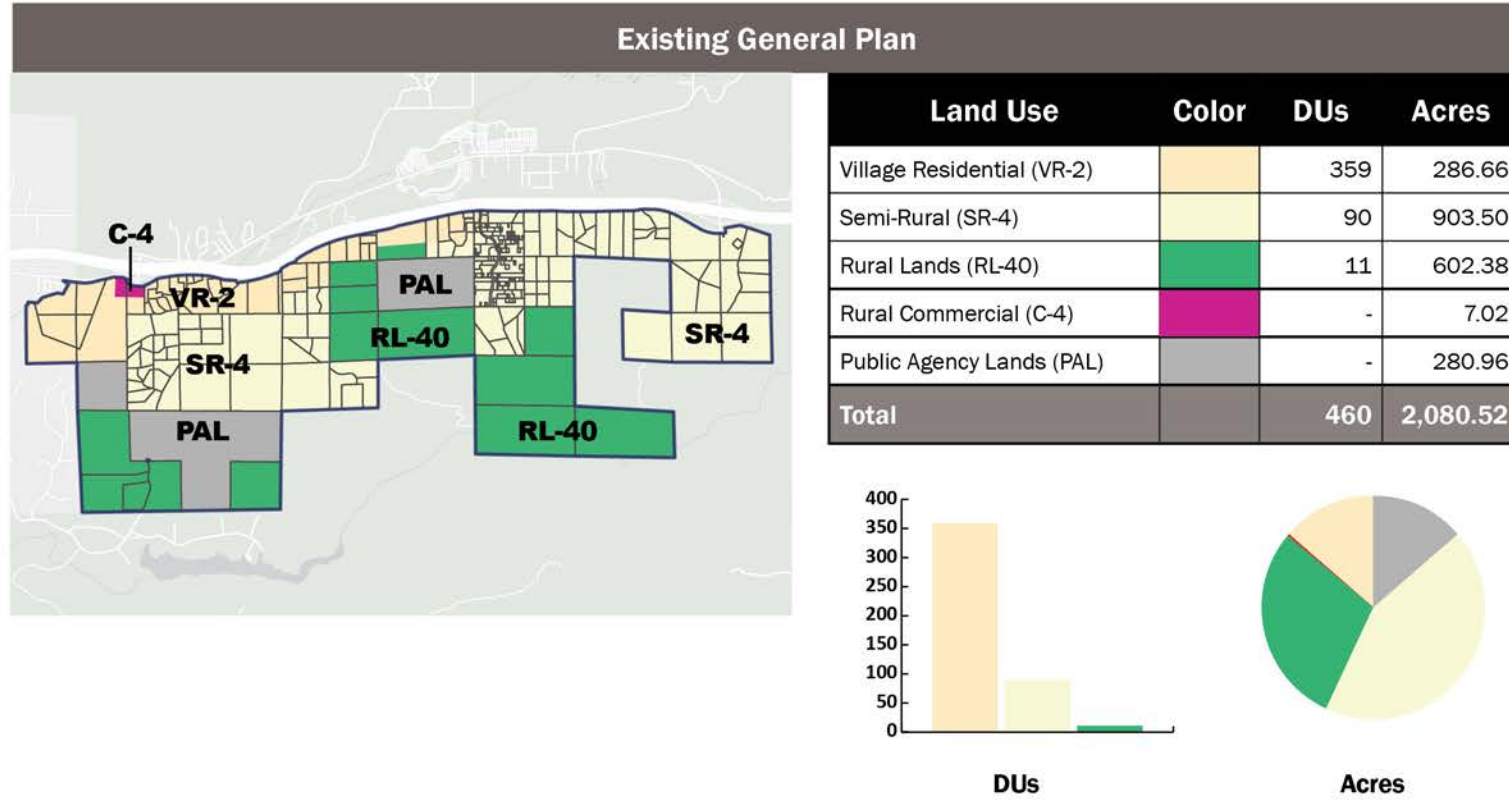 Existing General Plan
C-4
VR-2
PAL
RL-40
SR-4
SR-4
PAL
RL-40
Land Use Color DUs Acres
Village Residential (VR-2) 359 286.66
Semi-Rural (SR-4) 90 903.50
Rural Lands (RL-40) 11 602.38
Rural Commercial (C-4) - 7.02
Public Agency Lands (PAL) - 280.96
Total 460 2,080.52
400
350
300
250
200
150
100
50
0
DUs
Acres